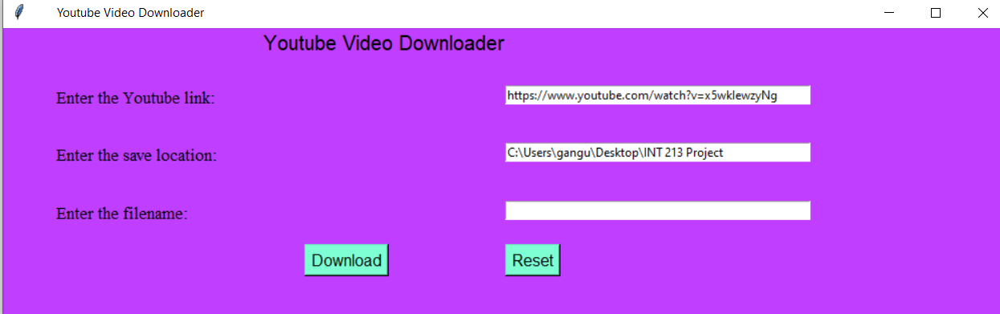 Youtube Video Downloader
Youtube Video Downloader
Enter the Youtube link: https://www.youtube.com/watch?v=x5wklewzyNg
Enter the save location: C:\Users\gangu\Desktop\INT 213 Project
Enter the filename:
Download Reset